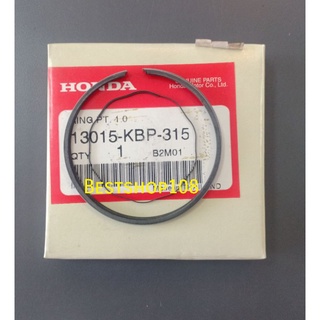 HONDA
GENUINE PARTS
Honda Motor Co., Ltd.
RING PT. 4.0
13015-KBP-315
QTY 1 B2M01
BESTSHOP108